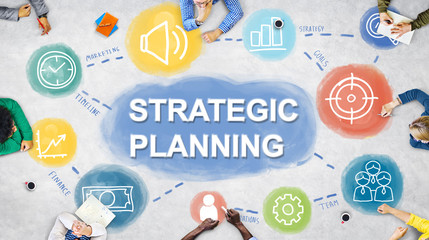 STRATEGY
MARKETING
GOALS
TIMELINE
STRATEGIC
PLANNING
FINANCE
TEAM